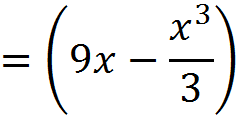 = (9x − x³/3)